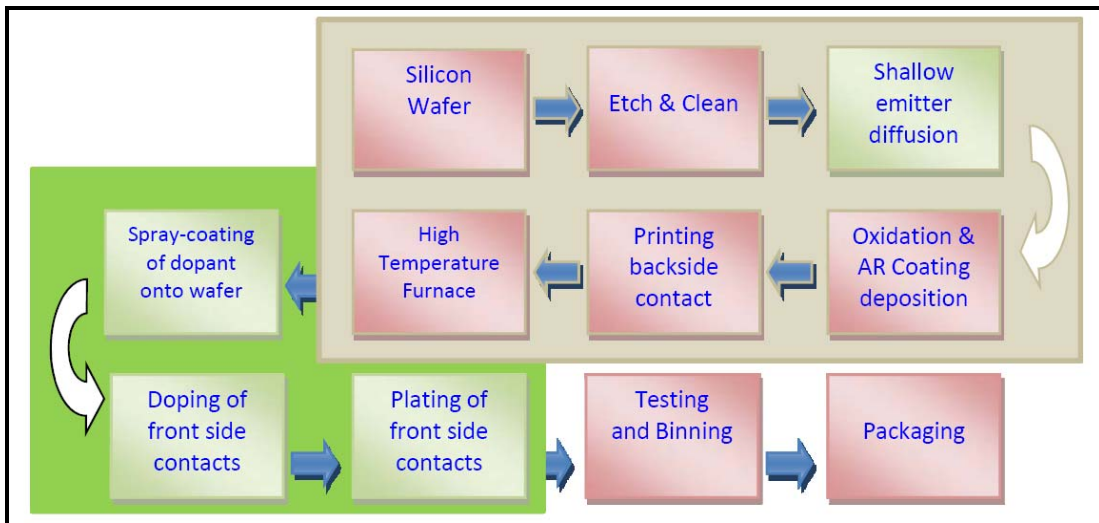 Silicon
Wafer
Etch & Clean
Shallow
emitter
diffusion
Oxidation &
AR Coating
deposition
Printing
backside
contact
High
Temperature
Furnace
Spray-coating
of dopant
onto wafer
Doping of
front side
contacts
Plating of
front side
contacts
Testing
and Binning
Packaging